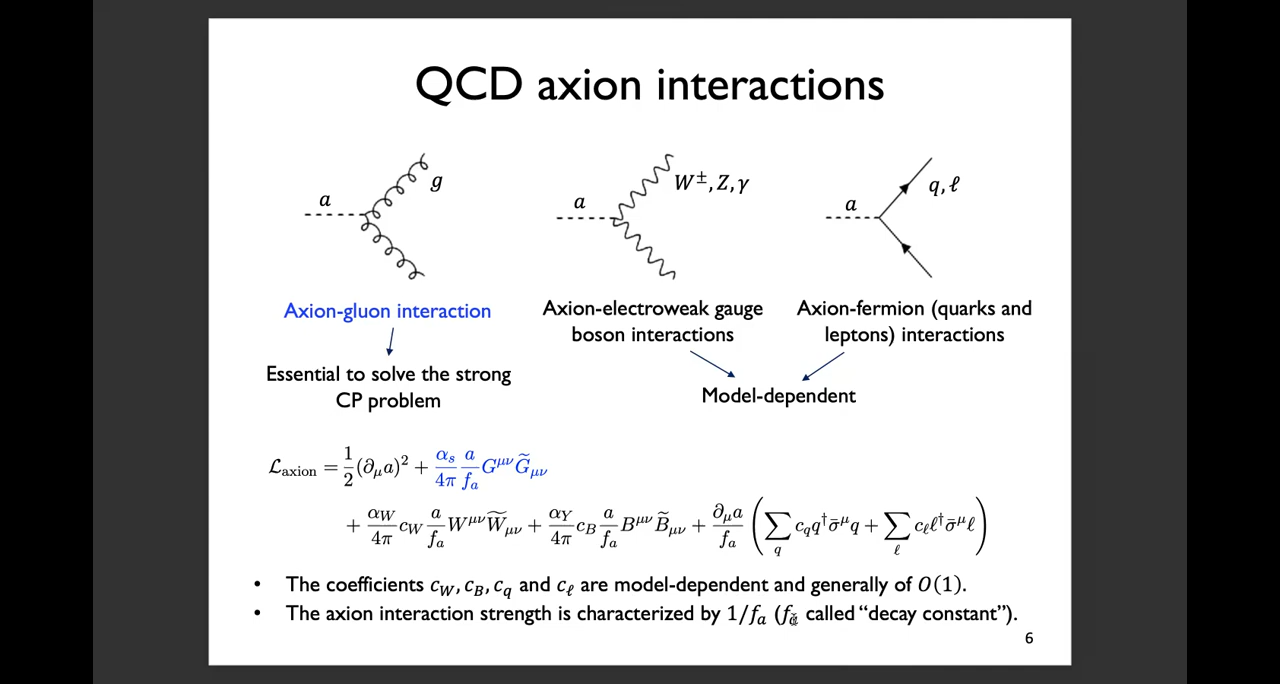 QCD axion interactions
a
g
a
W±, Z, γ
a
q, ℓ
Axion-gluon interaction
Axion-electroweak gauge
boson interactions
Axion-fermion (quarks and
leptons) interactions
Essential to solve the strong
CP problem
Model-dependent
ℒ_axion = 1/2 (∂_μ a)² + α_s/4π a/f_a G^μν G̃_μν
+ α_W/4π c_W a/f_a W^μν W̃_μν + α_Y/4π c_B a/f_a B^μν B̃_μν + ∂_μ a/f_a (∑_q c_q q†σ̄^μ q + ∑_ℓ c_ℓ ℓ†σ̄^μ ℓ)
• The coefficients c_W, c_B, c_q and c_ℓ are model-dependent and generally of O(1).
• The axion interaction strength is characterized by 1/f_a (f_a called “decay constant”).
6